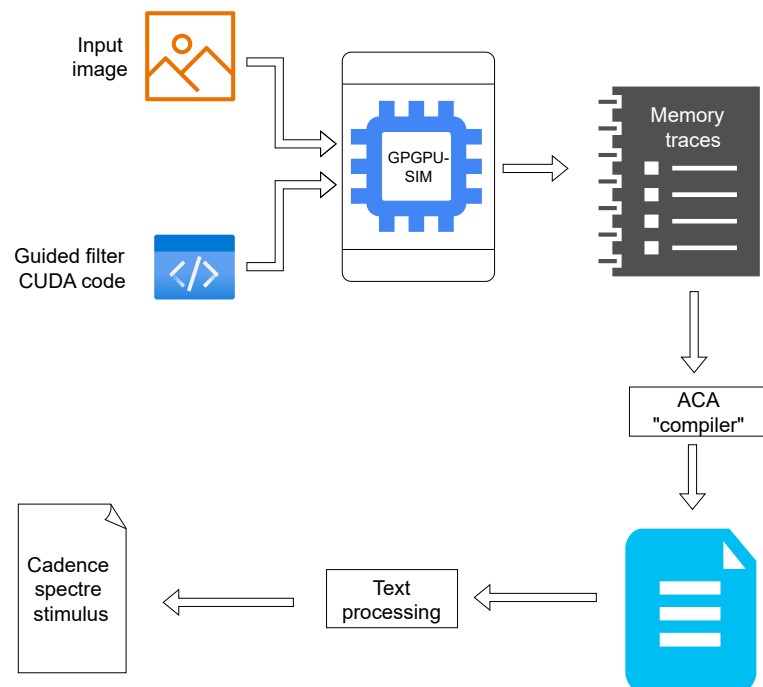 Input
image
Guided filter
CUDA code
</>
GPGPU-
SIM
Memory
traces
ACA
"compiler"
Text
processing
Cadence
spectre
stimulus